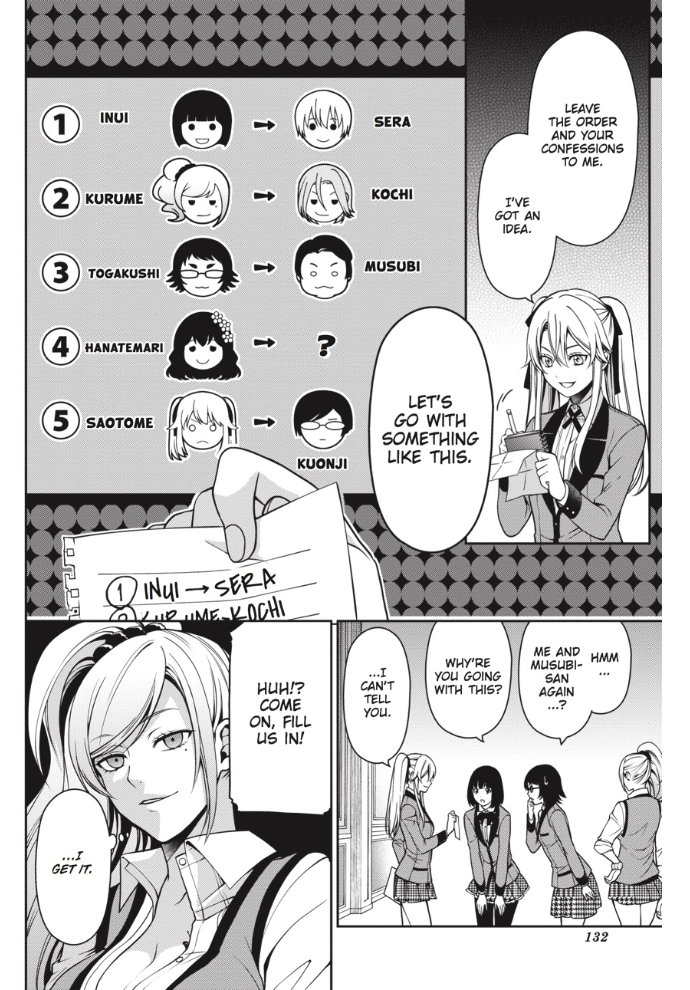 LEAVE
THE ORDER
AND YOUR
CONFESSIONS
TO ME.
I'VE
GOT AN
IDEA.
LET'S
GO WITH
SOMETHING
LIKE THIS.
1 INUI → SERA
2 KURUME → KOCHI
3 TOGAKUSHI → MUSUBI
4 HANATEMARI → ?
5 SAOTOME → KUONJI
1 INUI → SERA
2 KURUME - KOCHI
HMM
...
ME AND
MUSUBI-
SAN
AGAIN
...?
WHY'RE
YOU GOING
WITH THIS?
...I
CAN'T
TELL
YOU.
HUH!?
COME
ON, FILL
US IN!
...I
GET IT.
132